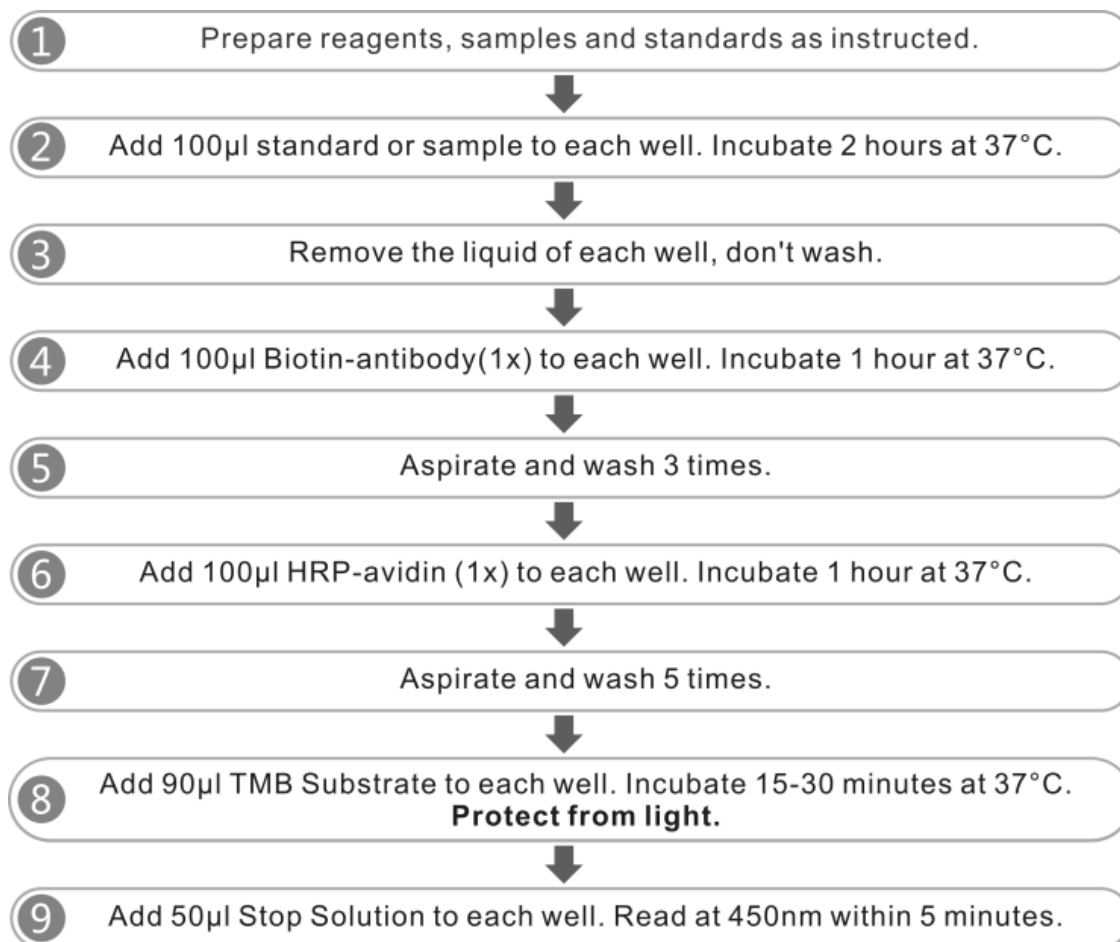 1 Prepare reagents, samples and standards as instructed.
2 Add 100µl standard or sample to each well. Incubate 2 hours at 37°C.
3 Remove the liquid of each well, don't wash.
4 Add 100µl Biotin-antibody(1x) to each well. Incubate 1 hour at 37°C.
5 Aspirate and wash 3 times.
6 Add 100µl HRP-avidin (1x) to each well. Incubate 1 hour at 37°C.
7 Aspirate and wash 5 times.
8 Add 90µl TMB Substrate to each well. Incubate 15-30 minutes at 37°C.
Protect from light.
9 Add 50µl Stop Solution to each well. Read at 450nm within 5 minutes.